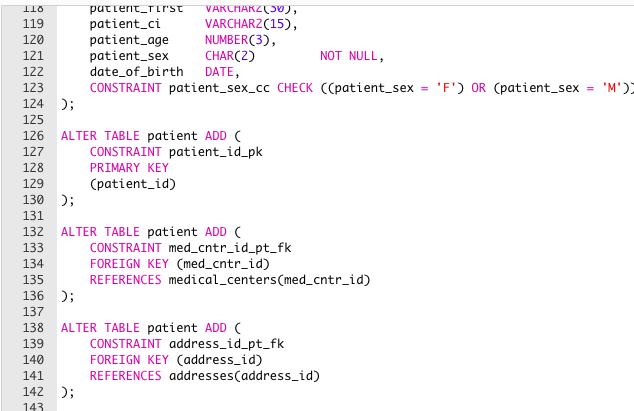 118 patient_first VARCHAR2(30),
119 patient_ci VARCHAR2(15),
120 patient_age NUMBER(3),
121 patient_sex CHAR(2) NOT NULL,
122 date_of_birth DATE,
123 CONSTRAINT patient_sex_cc CHECK ((patient_sex = 'F') OR (patient_sex = 'M'))
124 );
125
126 ALTER TABLE patient ADD (
127 CONSTRAINT patient_id_pk
128 PRIMARY KEY
129 (patient_id)
130 );
131
132 ALTER TABLE patient ADD (
133 CONSTRAINT med_cntr_id_pt_fk
134 FOREIGN KEY (med_cntr_id)
135 REFERENCES medical_centers(med_cntr_id)
136 );
137
138 ALTER TABLE patient ADD (
139 CONSTRAINT address_id_pt_fk
140 FOREIGN KEY (address_id)
141 REFERENCES addresses(address_id)
142 );
143